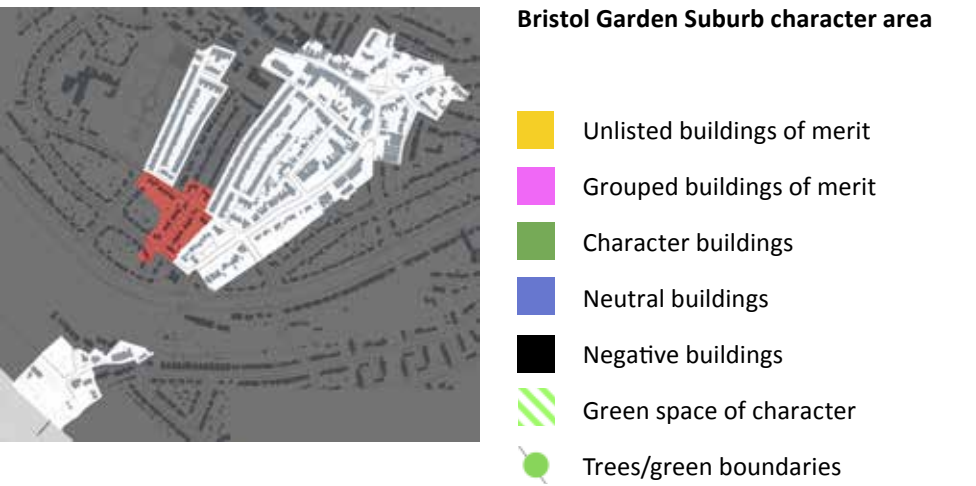 Bristol Garden Suburb character area
Unlisted buildings of merit
Grouped buildings of merit
Character buildings
Neutral buildings
Negative buildings
Green space of character
Trees/green boundaries